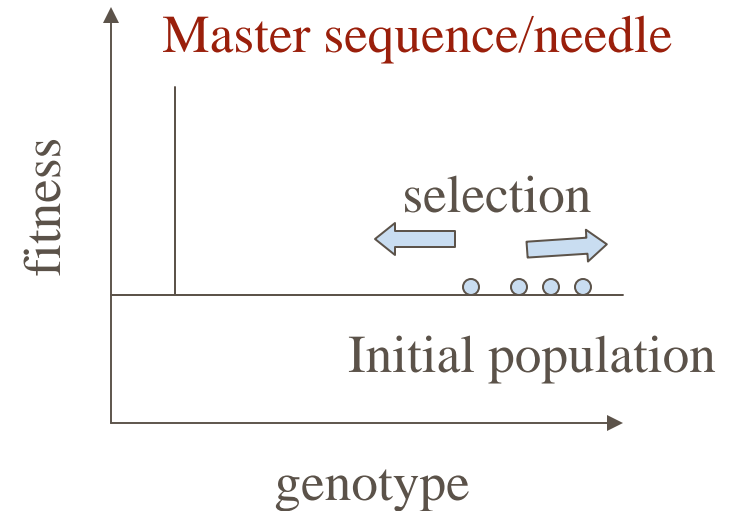 Master sequence/needle
fitness
selection
Initial population
genotype